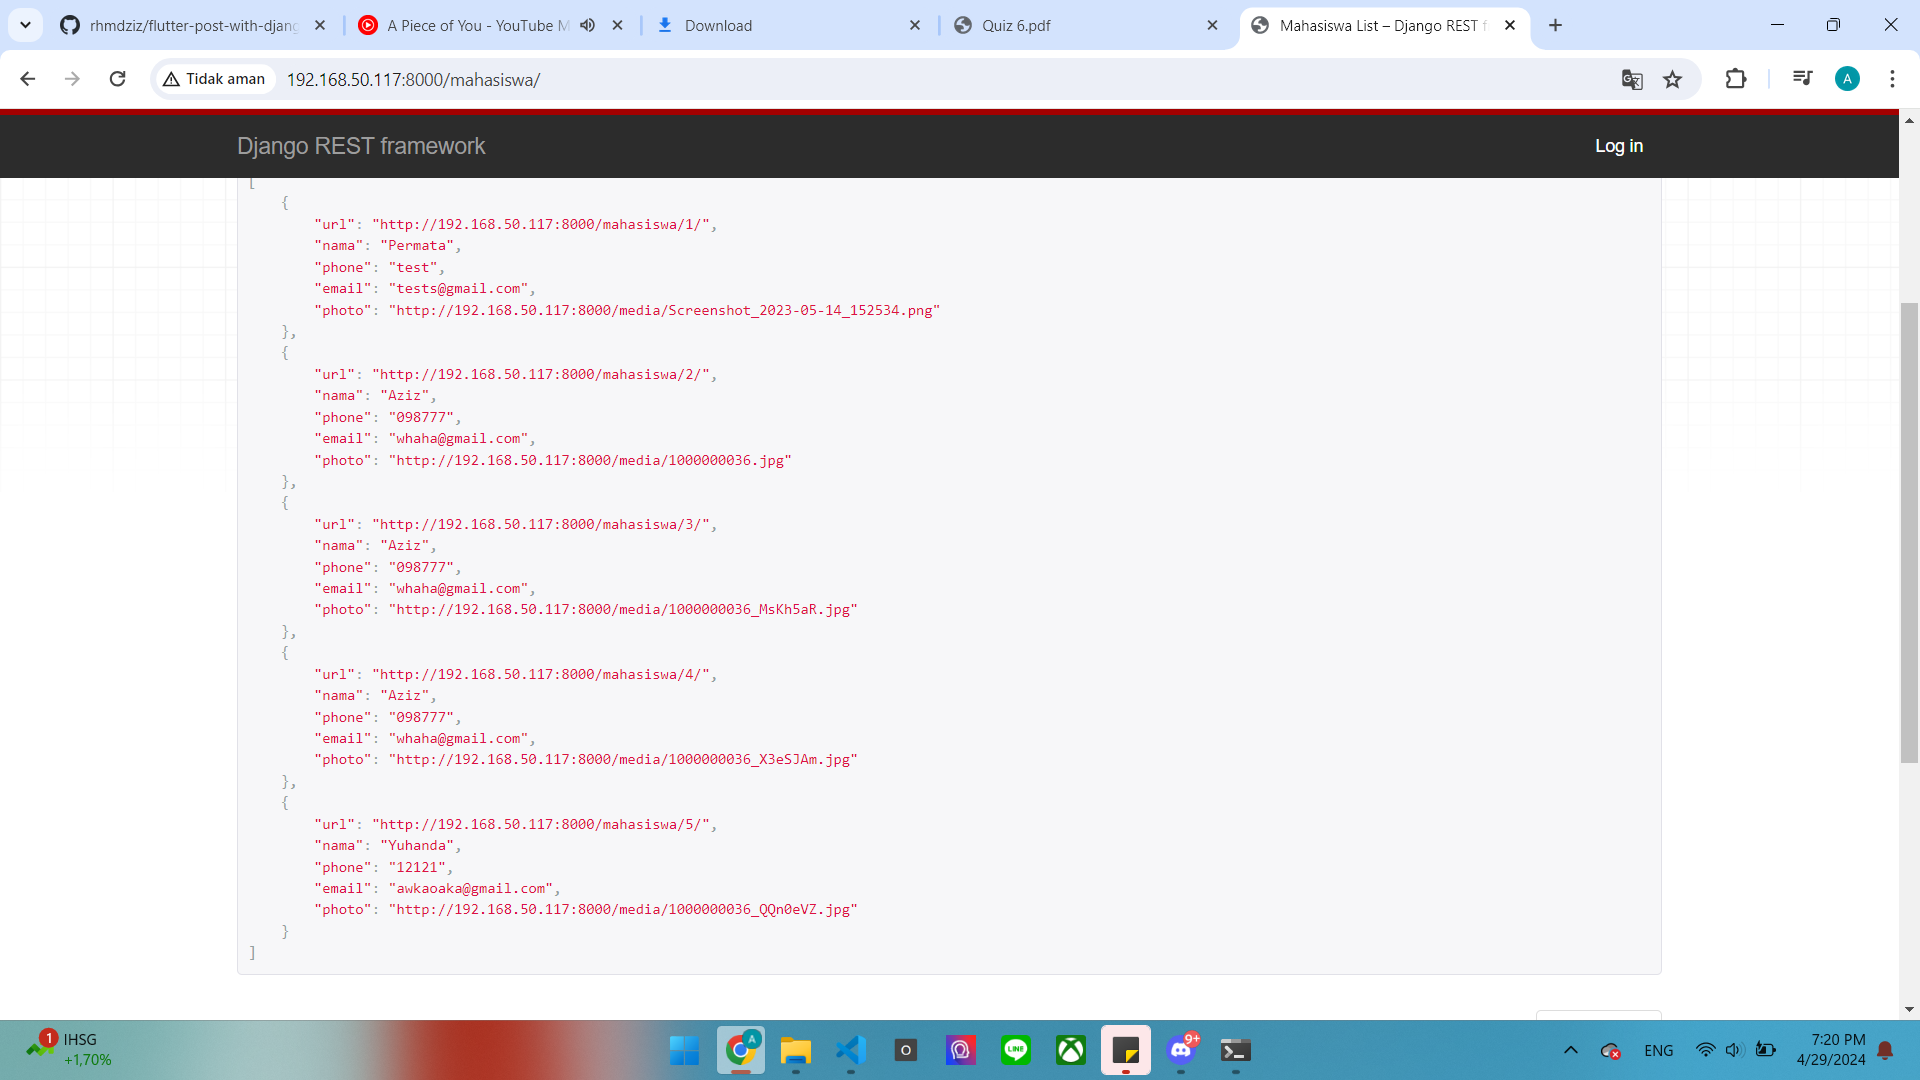 rhmdziz/flutter-post-with-djang
A Piece of You - YouTube M
Download
Quiz 6.pdf
Mahasiswa List – Django REST f
Tidak aman
192.168.50.117:8000/mahasiswa/
A
Django REST framework
Log in
[
{
"url": "http://192.168.50.117:8000/mahasiswa/1/",
"nama": "Permata",
"phone": "test",
"email": "tests@gmail.com",
"photo": "http://192.168.50.117:8000/media/Screenshot_2023-05-14_152534.png"
},
{
"url": "http://192.168.50.117:8000/mahasiswa/2/",
"nama": "Aziz",
"phone": "098777",
"email": "whaha@gmail.com",
"photo": "http://192.168.50.117:8000/media/1000000036.jpg"
},
{
"url": "http://192.168.50.117:8000/mahasiswa/3/",
"nama": "Aziz",
"phone": "098777",
"email": "whaha@gmail.com",
"photo": "http://192.168.50.117:8000/media/1000000036_MsKh5aR.jpg"
},
{
"url": "http://192.168.50.117:8000/mahasiswa/4/",
"nama": "Aziz",
"phone": "098777",
"email": "whaha@gmail.com",
"photo": "http://192.168.50.117:8000/media/1000000036_X3eSJAm.jpg"
},
{
"url": "http://192.168.50.117:8000/mahasiswa/5/",
"nama": "Yuhanda",
"phone": "12121",
"email": "awkaoaka@gmail.com",
"photo": "http://192.168.50.117:8000/media/1000000036_QQn0eVZ.jpg"
}
]
1
IHSG
+1,70%
A
O
LINE
9+
ENG
7:20 PM
4/29/2024